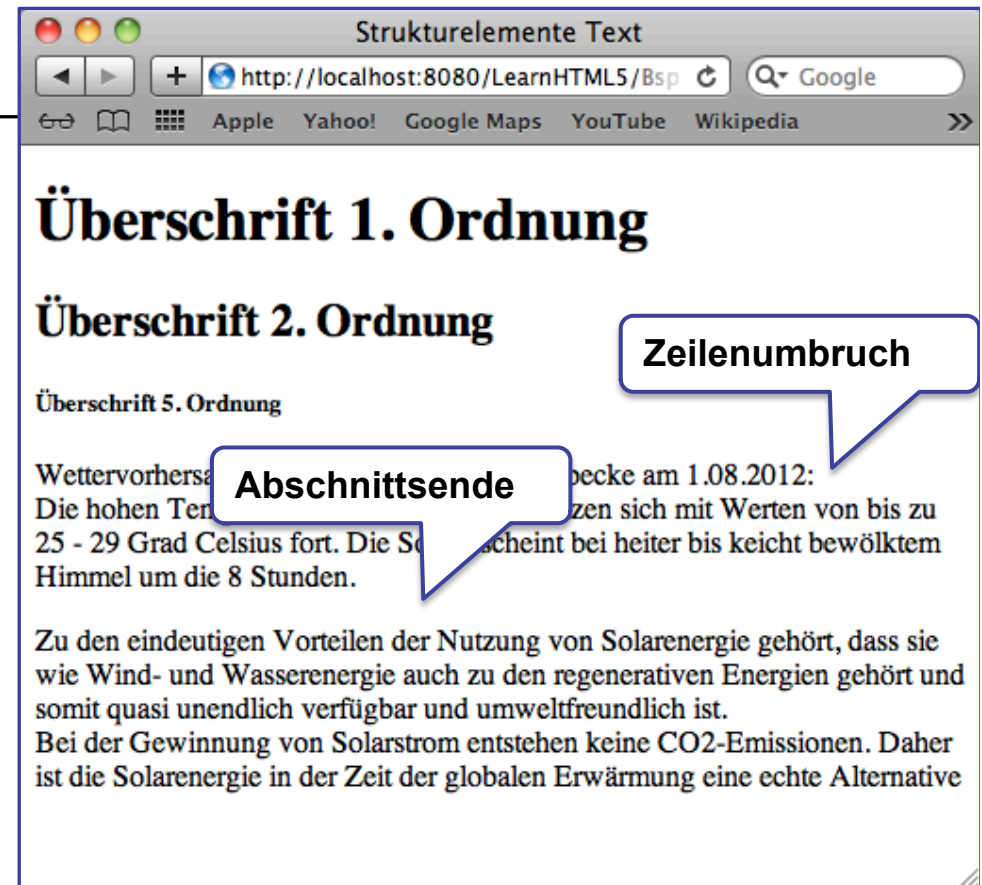 Strukturelemente Text
http://localhost:8080/LearnHTML5/Bsp
Google
Apple Yahoo! Google Maps YouTube Wikipedia
Überschrift 1. Ordnung
Überschrift 2. Ordnung
Zeilenumbruch
Überschrift 5. Ordnung
Abschnittsende
am 1.08.2012:
Die hohen sich mit Werten von bis zu
25 - 29 Grad Celsius fort. Die scheint bei heiter bis keicht bewölktem
Himmel um die 8 Stunden.
Zu den eindeutigen Vorteilen der Nutzung von Solarenergie gehört, dass sie
wie Wind- und Wasserenergie auch zu den regenerativen Energien gehört und
somit quasi unendlich verfügbar und umweltfreundlich ist.
Bei der Gewinnung von Solarstrom entstehen keine CO2-Emissionen. Daher
ist die Solarenergie in der Zeit der globalen Erwärmung eine echte Alternative